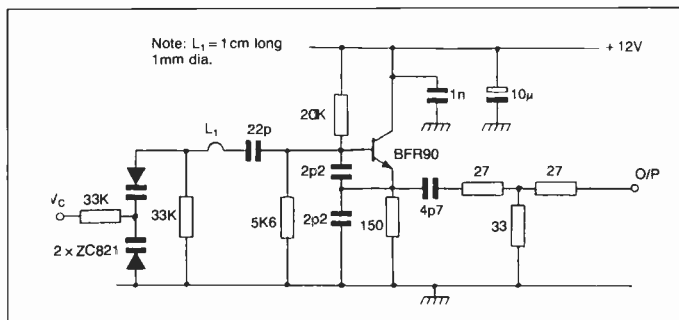 Note: L1 = 1cm long
1mm dia.
+ 12V
20K
1n
10µ
L1
22p
BFR90
2p2
27
27
O/P
Vc
33K
33K
5K6
2p2
150
4p7
33
2 x ZC821